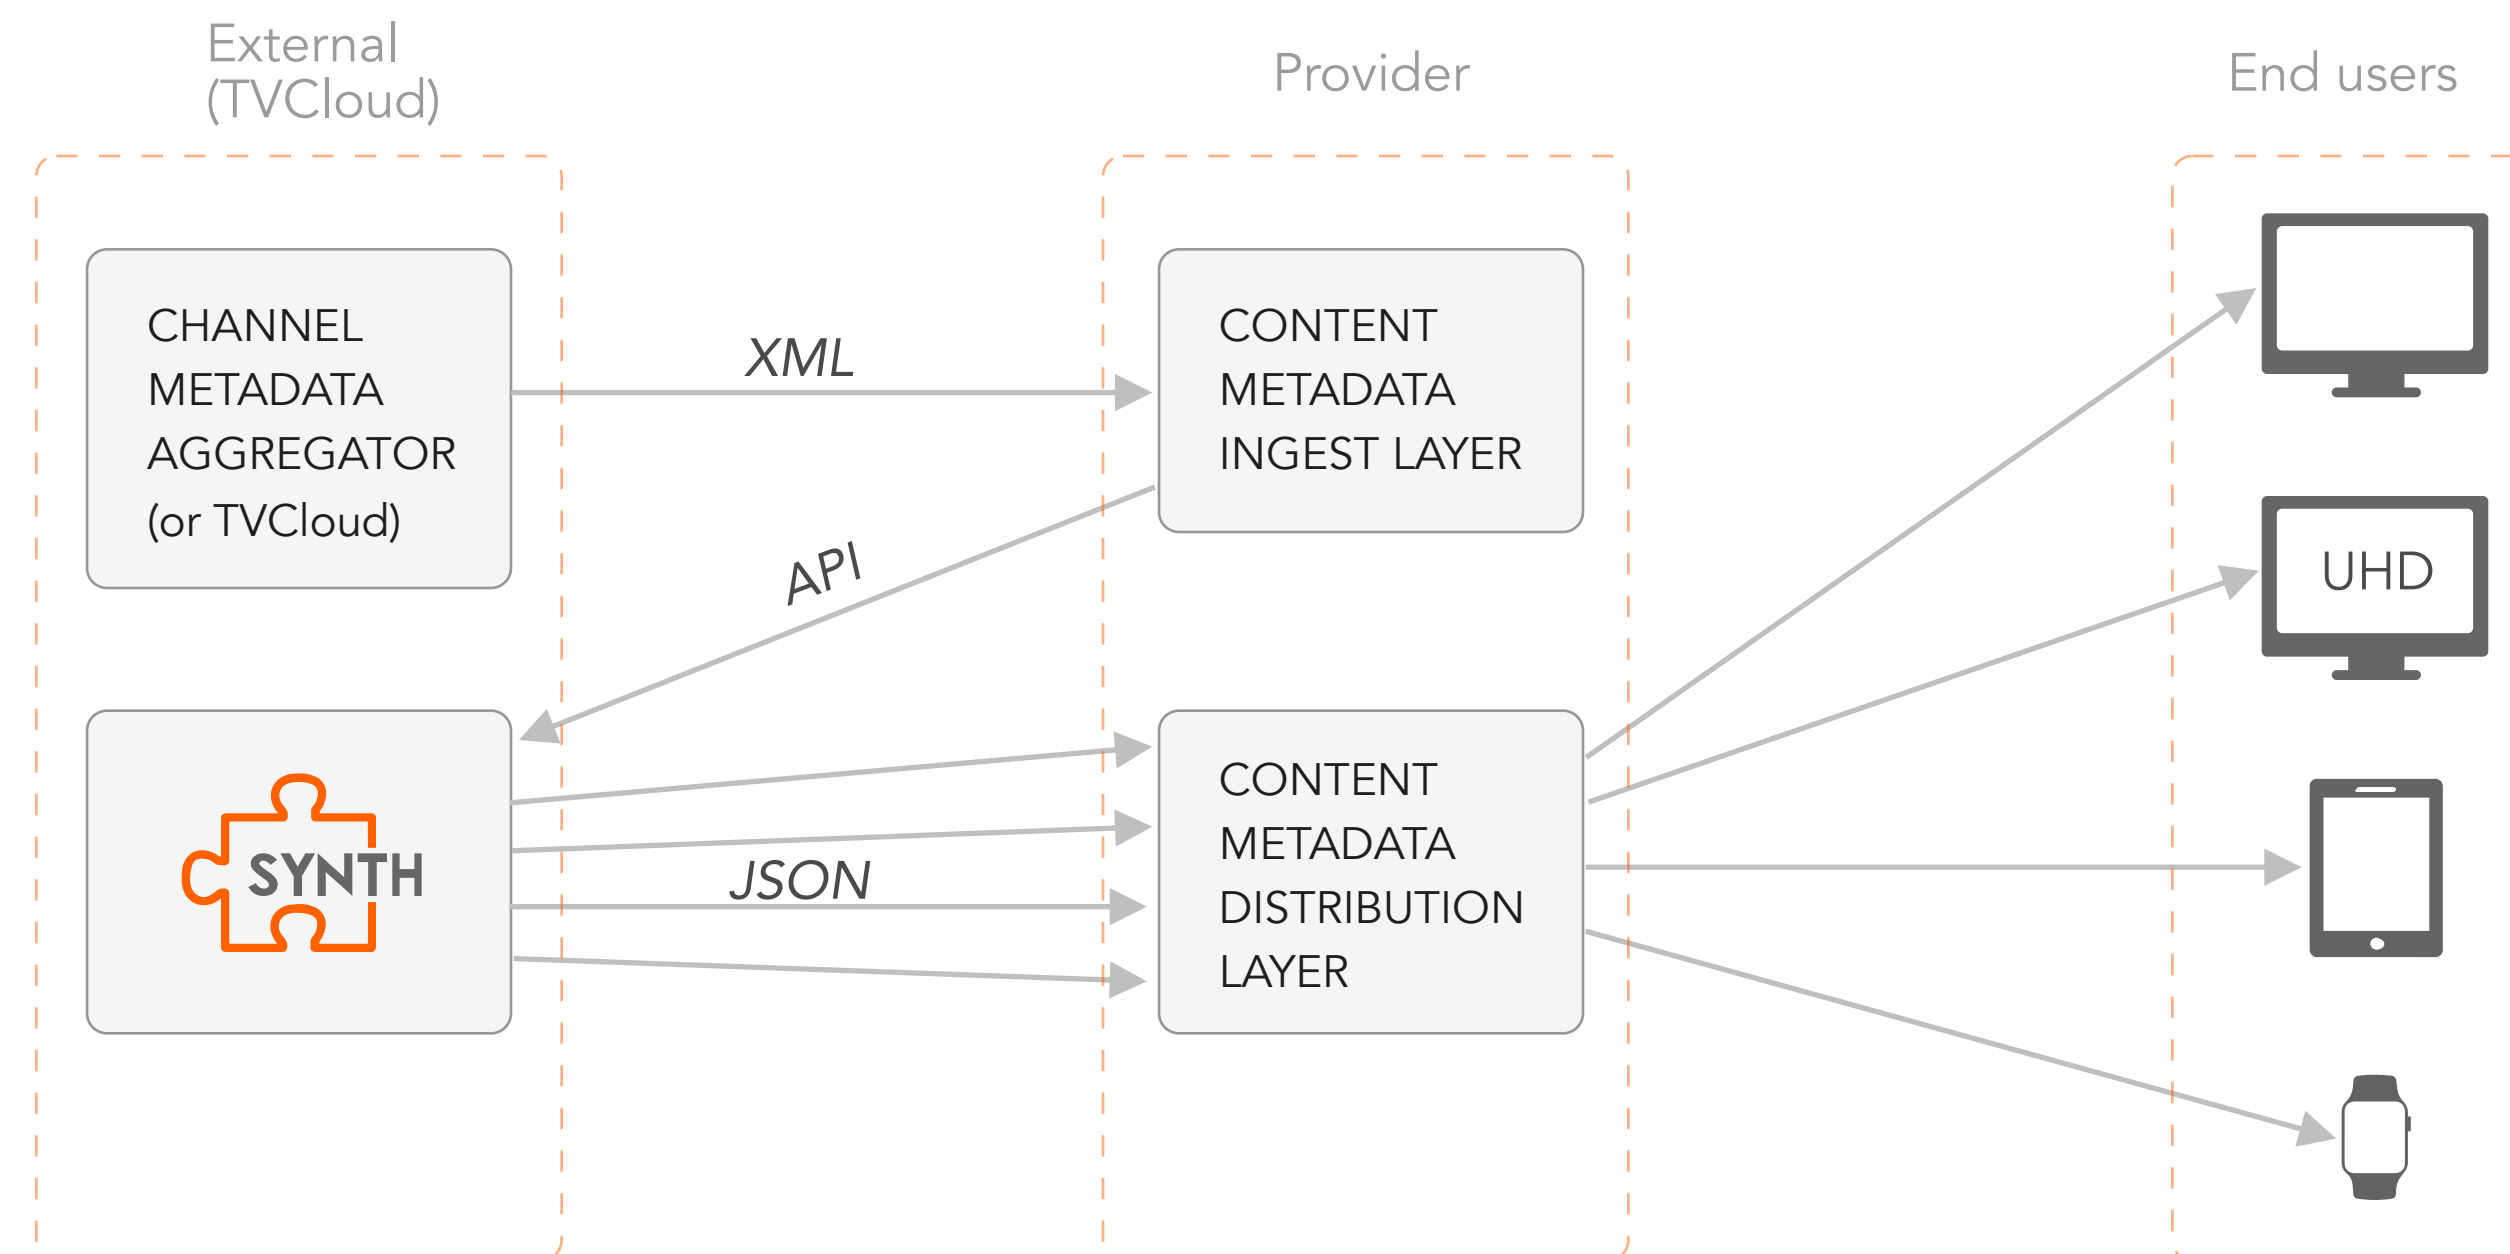 External
(TVCloud)
Provider
End users
CHANNEL
METADATA
AGGREGATOR
(or TVCloud)
XML
CONTENT
METADATA
INGEST LAYER
API
UHD
SYNTH
JSON
CONTENT
METADATA
DISTRIBUTION
LAYER